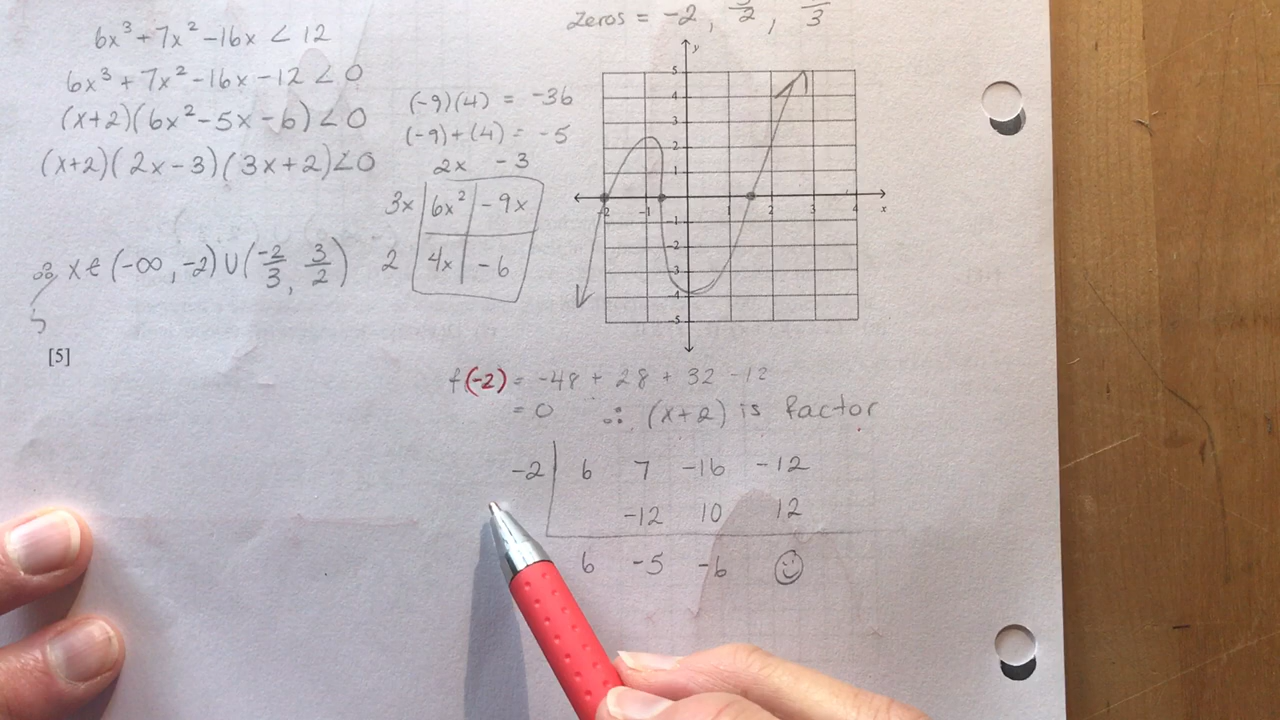 6x³ + 7x² - 16x < 12
6x³ + 7x² - 16x - 12 < 0
(x+2)(6x² - 5x - 6) < 0
(x+2)(2x - 3)(3x + 2) < 0
∴ x ∈ (-∞, -2) ∪ (-2/3, 3/2)
[5]
(-9)(4) = -36
(-9)+(4) = -5
2x -3
3x 6x² -9x
2 4x -6
Zeros = -2, /2, /3
y
5
4
3
2
1
-2 -1 1 2 3 4 x
-1
-2
-3
-4
-5
f(-2) = -48 + 28 + 32 - 12
= 0 ∴ (x+2) is factor
-2 6 7 -16 -12
-12 10 12
6 -5 -6 ☺